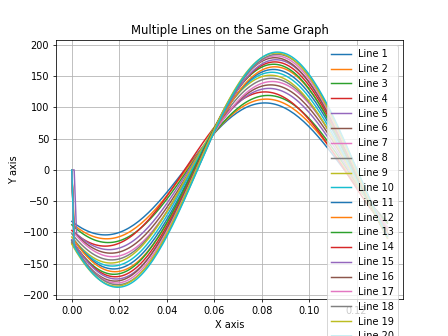 Multiple Lines on the Same Graph
200
150
100
50
0
−50
−100
−150
−200
Y axis
0.00
0.02
0.04
0.06
0.08
0.10
X axis
Line 1
Line 2
Line 3
Line 4
Line 5
Line 6
Line 7
Line 8
Line 9
Line 10
Line 11
Line 12
Line 13
Line 14
Line 15
Line 16
Line 17
Line 18
Line 19
Line 20